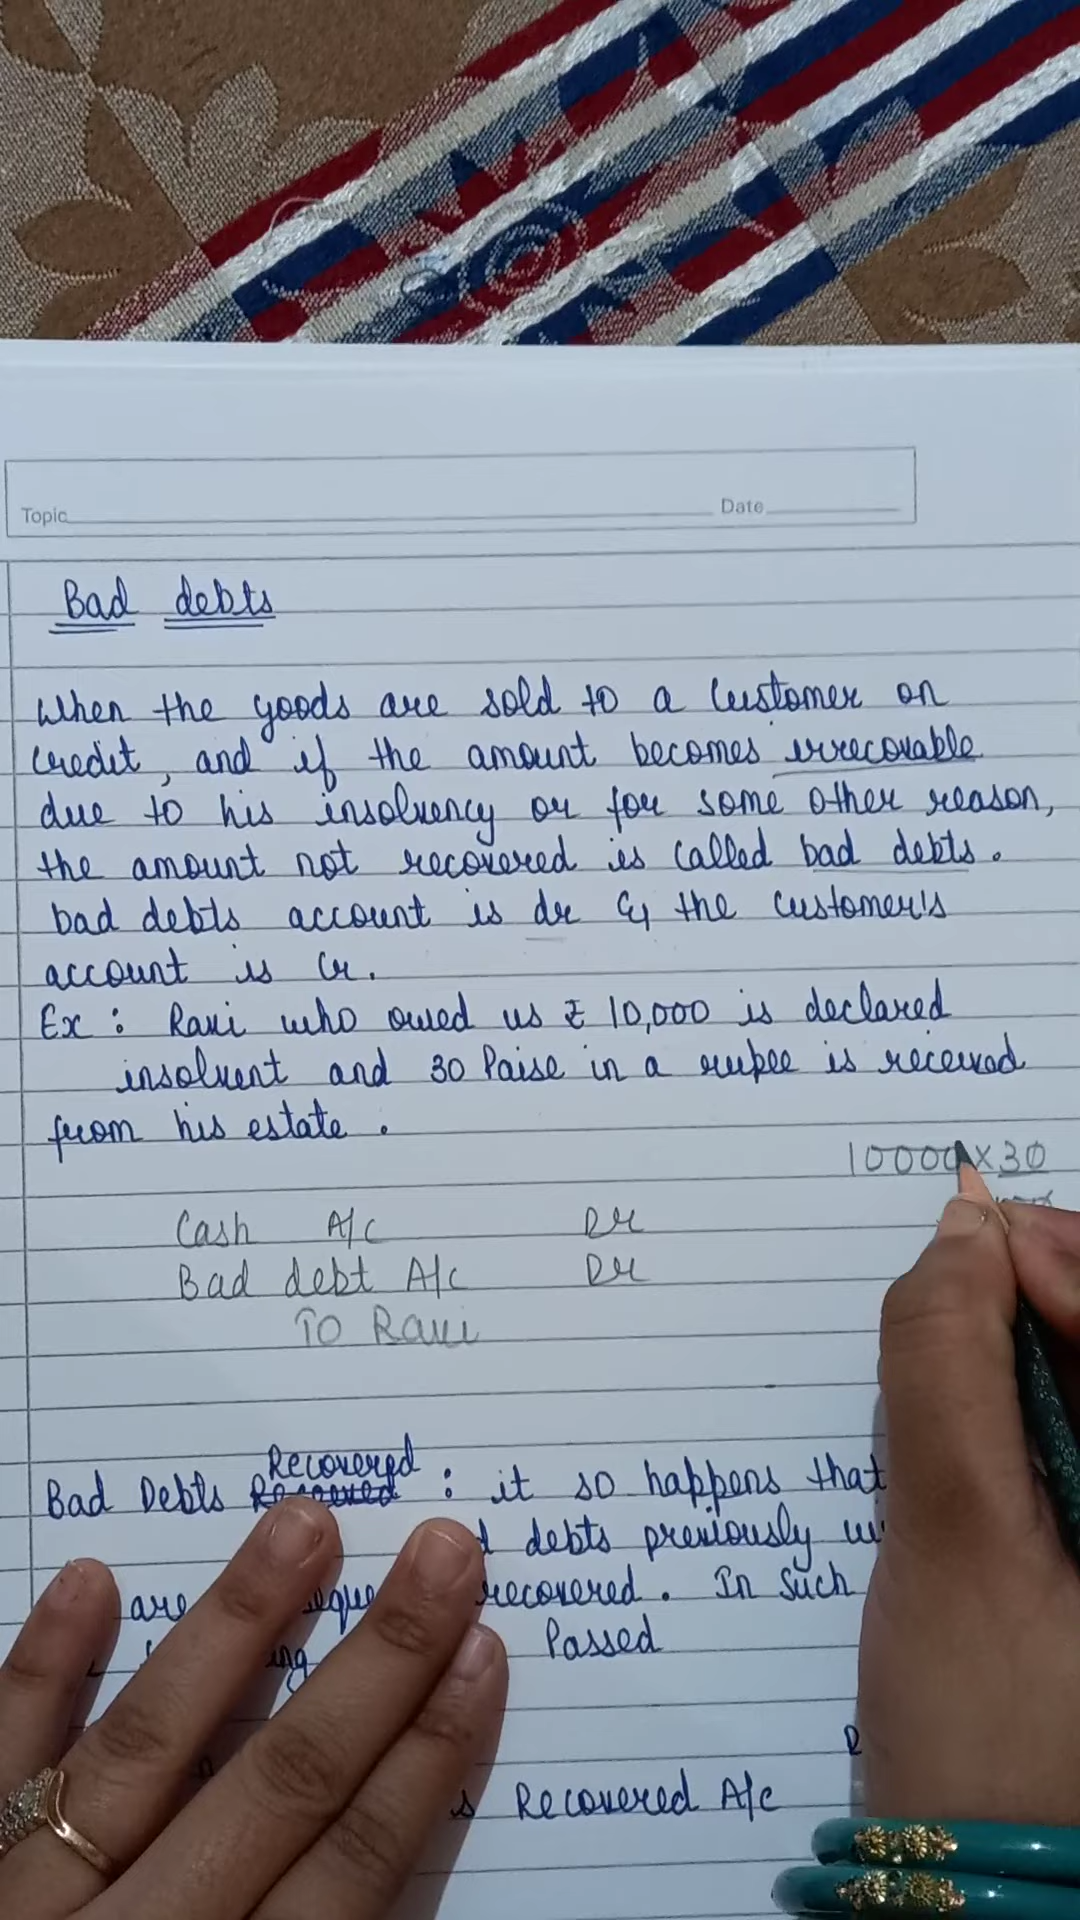 Topic Date
Bad debts
When the goods are sold to a customer on
credit, and if the amount becomes irrecovable
due to his insolvency or for some other reason,
the amount not recovered is called bad debts.
bad debts account is dr & the customer's
account is cr.
Ex : Ravi who owed us ₹ 10,000 is declared
insolvent and 30 Paise in a rupee is received
from his estate.
10000 x 30
Cash A/c Dr
Bad debt A/c Dr
To Ravi
Recovered
Bad Debts : it so happens that
debts previously
are recovered. In such
Passed
Recovered A/c